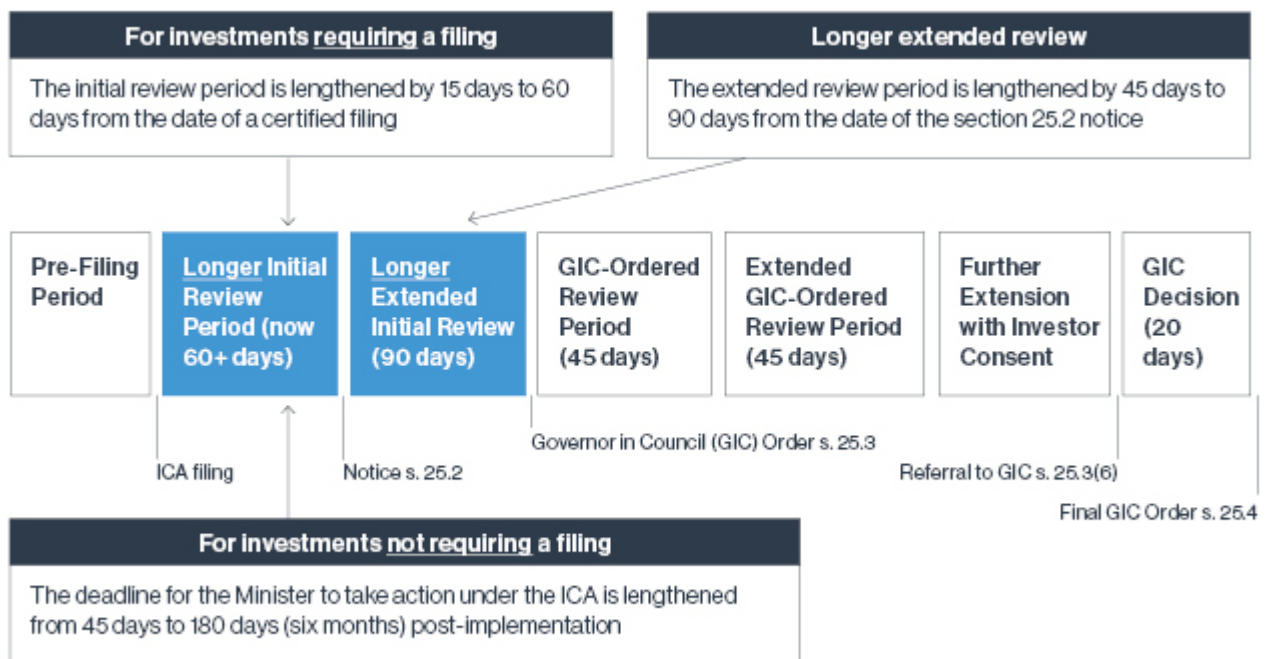 For investments requiring a filing
The initial review period is lengthened by 15 days to 60
days from the date of a certified filing
Longer extended review
The extended review period is lengthened by 45 days to
90 days from the date of the section 25.2 notice
Pre-Filing
Period
Longer Initial
Review
Period (now
60+ days)
Longer
Extended
Initial Review
(90 days)
GIC-Ordered
Review
Period
(45 days)
Extended
GIC-Ordered
Review Period
(45 days)
Further
Extension
with Investor
Consent
GIC
Decision
(20
days)
ICA filing
Notice s. 25.2
Governor in Council (GIC) Order s. 25.3
Referral to GIC s. 25.3(6)
Final GIC Order s. 25.4
For investments not requiring a filing
The deadline for the Minister to take action under the ICA is lengthened
from 45 days to 180 days (six months) post-implementation